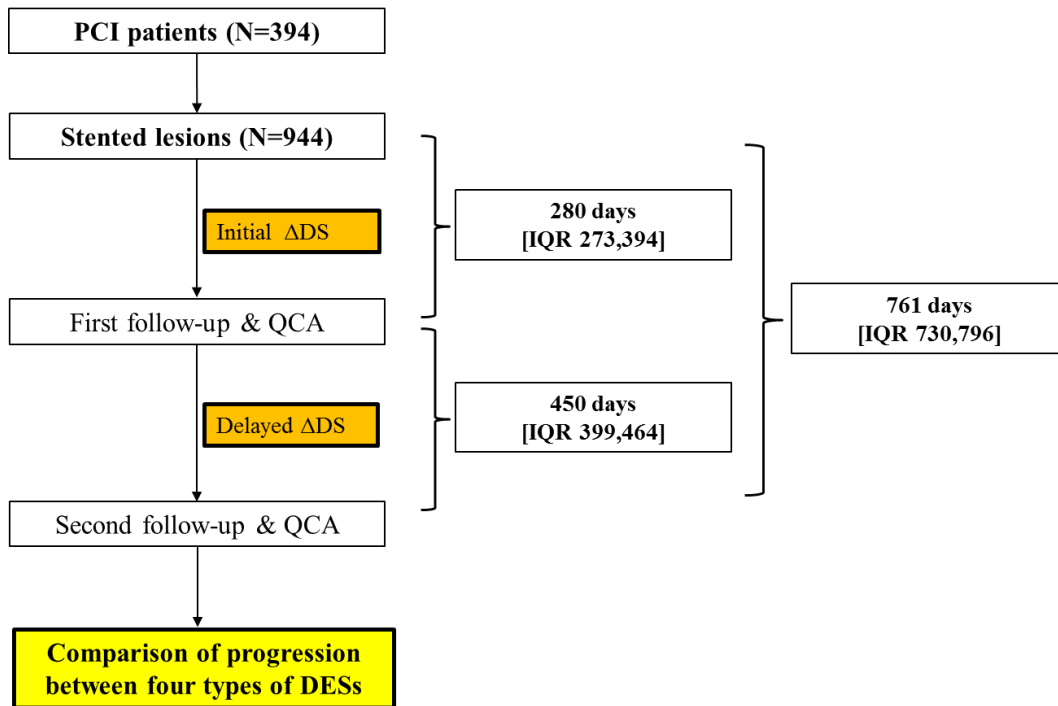 PCI patients (N=394)
Stented lesions (N=944)
Initial ΔDS
280 days
[IQR 273,394]
First follow-up & QCA
761 days
[IQR 730,796]
Delayed ΔDS
450 days
[IQR 399,464]
Second follow-up & QCA
Comparison of progression
between four types of DESs